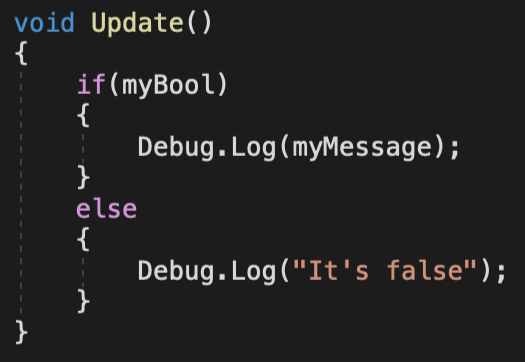 void Update()
{
    if(myBool)
    {
        Debug.Log(myMessage);
    }
    else
    {
        Debug.Log("It's false");
    }
}